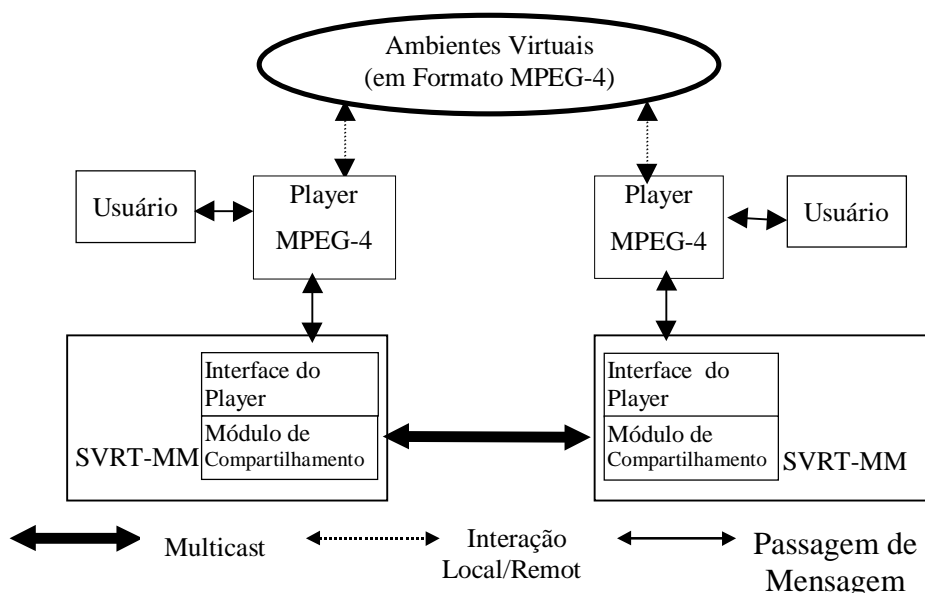 Ambientes Virtuais
(em Formato MPEG-4)
Usuário
Player
MPEG-4
Player
MPEG-4
Usuário
Interface do
Player
Módulo de
Compartilhamento
SVRT-MM
Interface do
Player
Módulo de
Compartilhamento
SVRT-MM
Multicast
Interação
Local/Remot
Passagem de
Mensagem